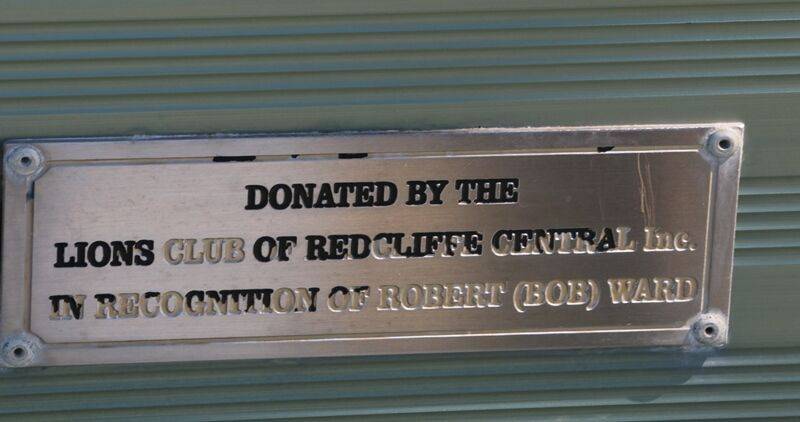 DONATED BY THE
LIONS CLUB OF REDCLIFFE CENTRAL Inc.
IN RECOGNITION OF ROBERT (BOB) WARD